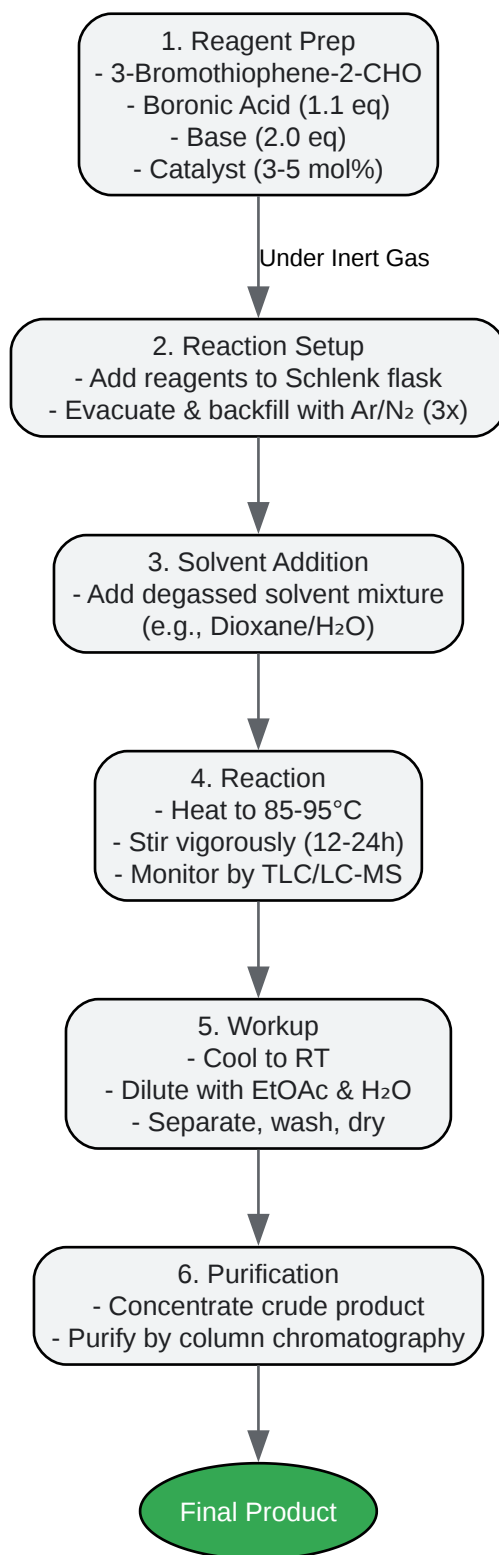 1. Reagent Prep
- 3-Bromothiophene-2-CHO
- Boronic Acid (1.1 eq)
- Base (2.0 eq)
- Catalyst (3-5 mol%)
Under Inert Gas
2. Reaction Setup
- Add reagents to Schlenk flask
- Evacuate & backfill with Ar/N₂ (3x)
3. Solvent Addition
- Add degassed solvent mixture
(e.g., Dioxane/H₂O)
4. Reaction
- Heat to 85-95°C
- Stir vigorously (12-24h)
- Monitor by TLC/LC-MS
5. Workup
- Cool to RT
- Dilute with EtOAc & H₂O
- Separate, wash, dry
6. Purification
- Concentrate crude product
- Purify by column chromatography
Final Product